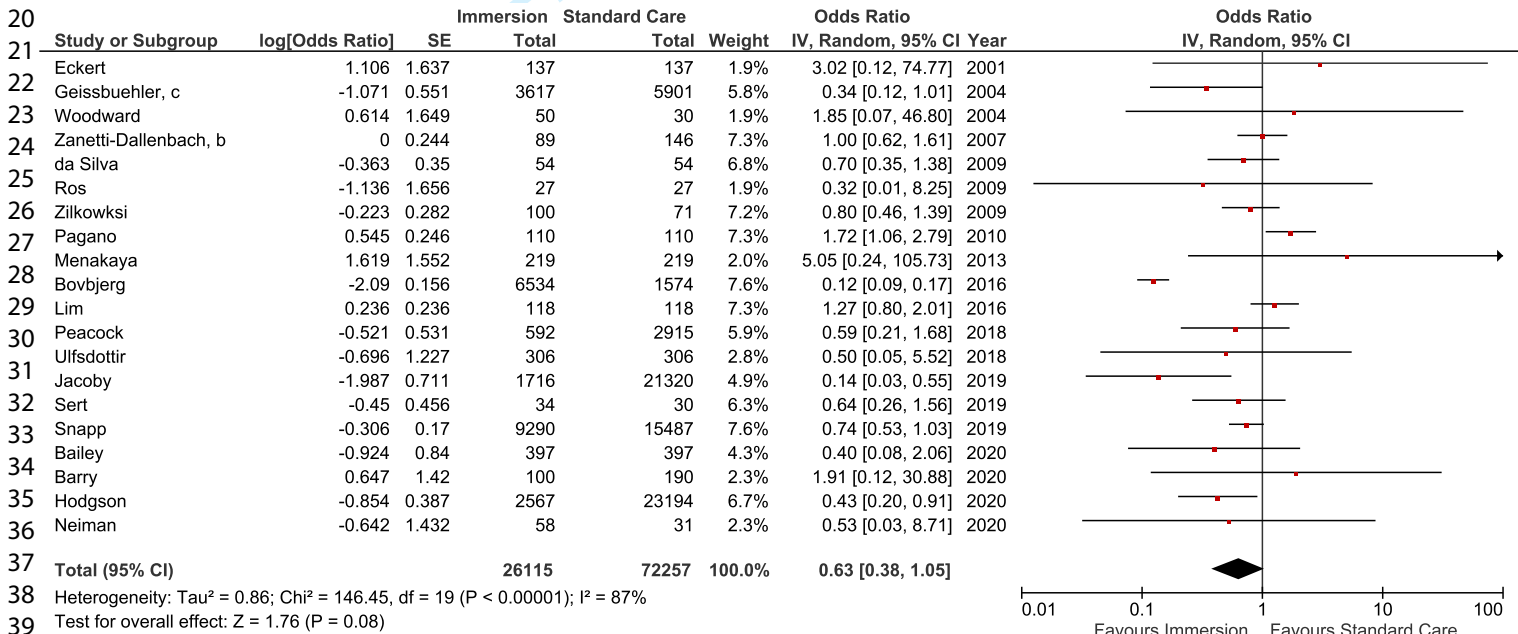 20 Immersion Standard Care Odds Ratio Odds Ratio
21 Study or Subgroup log[Odds Ratio] SE Total Total Weight IV, Random, 95% CI Year IV, Random, 95% CI
Eckert 1.106 1.637 137 137 1.9% 3.02 [0.12, 74.77] 2001
22 Geissbuehler, c -1.071 0.551 3617 5901 5.8% 0.34 [0.12, 1.01] 2004
23 Woodward 0.614 1.649 50 30 1.9% 1.85 [0.07, 46.80] 2004
24 Zanetti-Dallenbach, b 0 0.244 89 146 7.3% 1.00 [0.62, 1.61] 2007
da Silva -0.363 0.35 54 54 6.8% 0.70 [0.35, 1.38] 2009
25 Ros -1.136 1.656 27 27 1.9% 0.32 [0.01, 8.25] 2009
26 Zilkowksi -0.223 0.282 100 71 7.2% 0.80 [0.46, 1.39] 2009
27 Pagano 0.545 0.246 110 110 7.3% 1.72 [1.06, 2.79] 2010
Menakaya 1.619 1.552 219 219 2.0% 5.05 [0.24, 105.73] 2013
28 Bovbjerg -2.09 0.156 6534 1574 7.6% 0.12 [0.09, 0.17] 2016
29 Lim 0.236 0.236 118 118 7.3% 1.27 [0.80, 2.01] 2016
30 Peacock -0.521 0.531 592 2915 5.9% 0.59 [0.21, 1.68] 2018
Ulfsdottir -0.696 1.227 306 306 2.8% 0.50 [0.05, 5.52] 2018
31 Jacoby -1.987 0.711 1716 21320 4.9% 0.14 [0.03, 0.55] 2019
32 Sert -0.45 0.456 34 30 6.3% 0.64 [0.26, 1.56] 2019
33 Snapp -0.306 0.17 9290 15487 7.6% 0.74 [0.53, 1.03] 2019
Bailey -0.924 0.84 397 397 4.3% 0.40 [0.08, 2.06] 2020
34 Barry 0.647 1.42 100 190 2.3% 1.91 [0.12, 30.88] 2020
35 Hodgson -0.854 0.387 2567 23194 6.7% 0.43 [0.20, 0.91] 2020
36 Neiman -0.642 1.432 58 31 2.3% 0.53 [0.03, 8.71] 2020
37 Total (95% CI) 26115 72257 100.0% 0.63 [0.38, 1.05]
38 Heterogeneity: Tau² = 0.86; Chi² = 146.45, df = 19 (P < 0.00001); I² = 87% 0.01 0.1 1 10 100
39 Test for overall effect: Z = 1.76 (P = 0.08) Favours Immersion Favours Standard Care